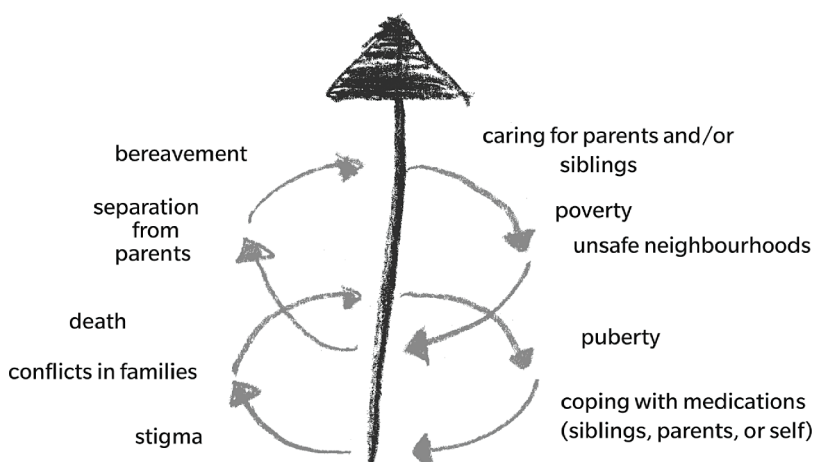 bereavement
separation
from
parents
death
conflicts in families
stigma
caring for parents and/or
siblings
poverty
unsafe neighbourhoods
puberty
coping with medications
(siblings, parents, or self)